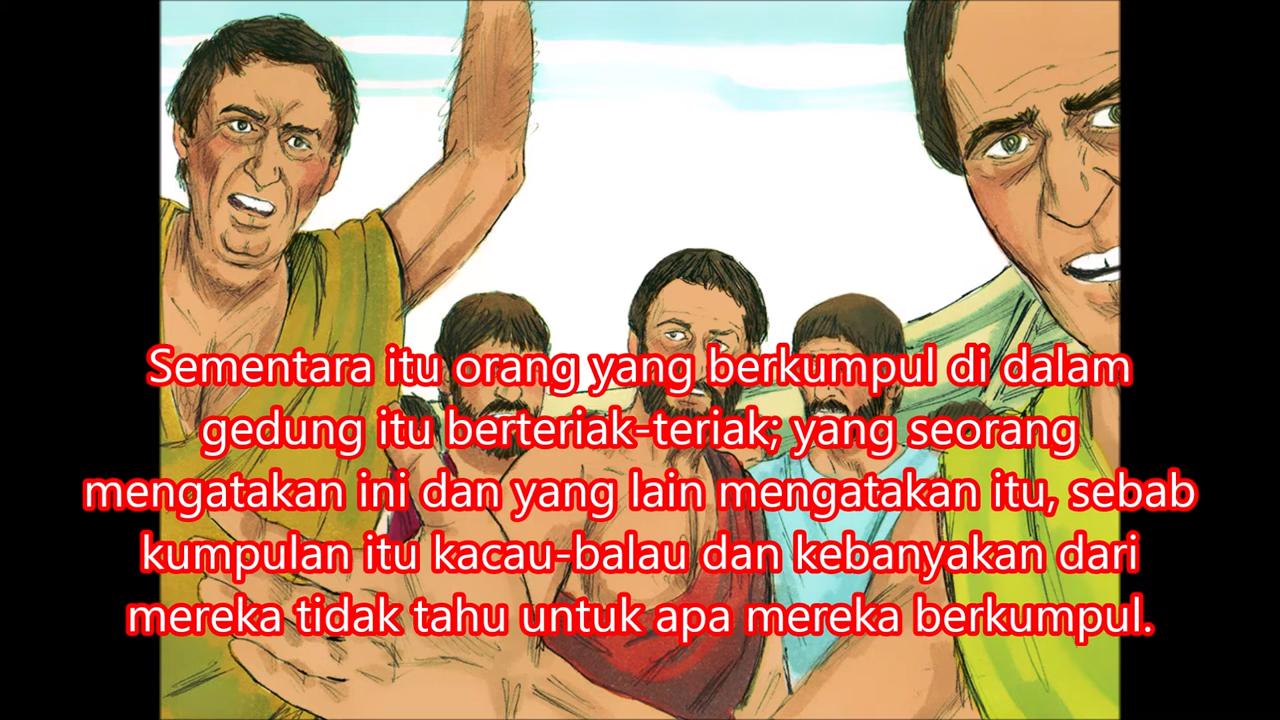 Sementara itu orang yang berkumpul di dalam
gedung itu berteriak-teriak; yang seorang
mengatakan ini dan yang lain mengatakan itu, sebab
kumpulan itu kacau-balau dan kebanyakan dari
mereka tidak tahu untuk apa mereka berkumpul.